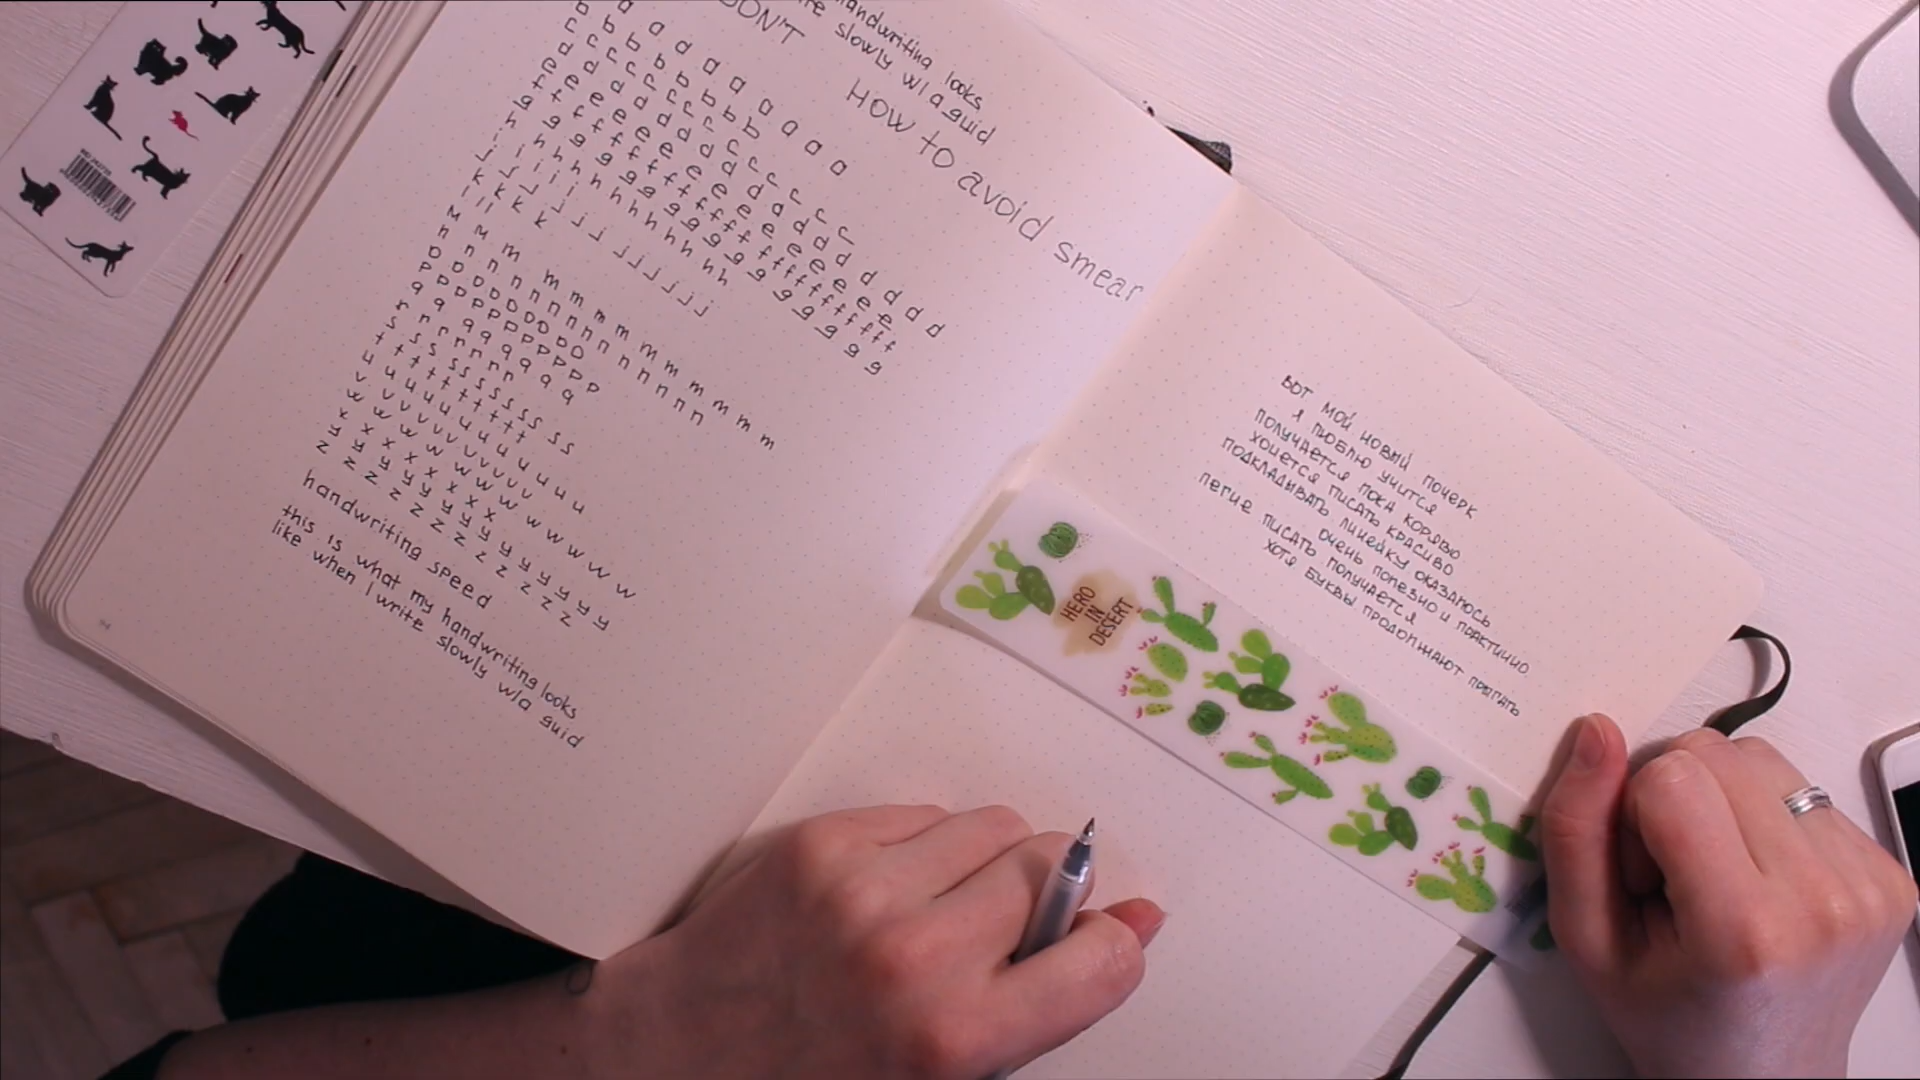 DON'T
handwriting looks
slowly w/a guid
HOW to avoid smear
a a a a a a a a
b b b b b b b
c c c c c c c c c c
d d d d d d d d d d d
e e e e e e e e e e e
f f f f f f f f f f f f
g g g g g g g g g g g g
h h h h h h h h h h
i i i i
j j j j j j j j j j
k k k k
l l l
m m m m m m m m m m m m
n n n n n n n n n n n
o o o o o o o
p p p p p p p p
q q q q q q q
r r r r r r
s s s s s s s s s
t t t t t t t t
u u u u u u u u u
v v v v v v v v
w w w w w w w w w w w
x x x x x x x
y y y y y y y y y y y
z z z z z z z z z z
handwriting speed
this is what my handwriting looks
like when I write slowly w/a guid
вот мой новый почерк
я люблю учится
получается пока коряво
хочется писать красиво
подкладывать линейку оказалось
очень полезно и практично
легче писать получается
хотя буквы продолжают прыгать
HERO
IN
DESERT